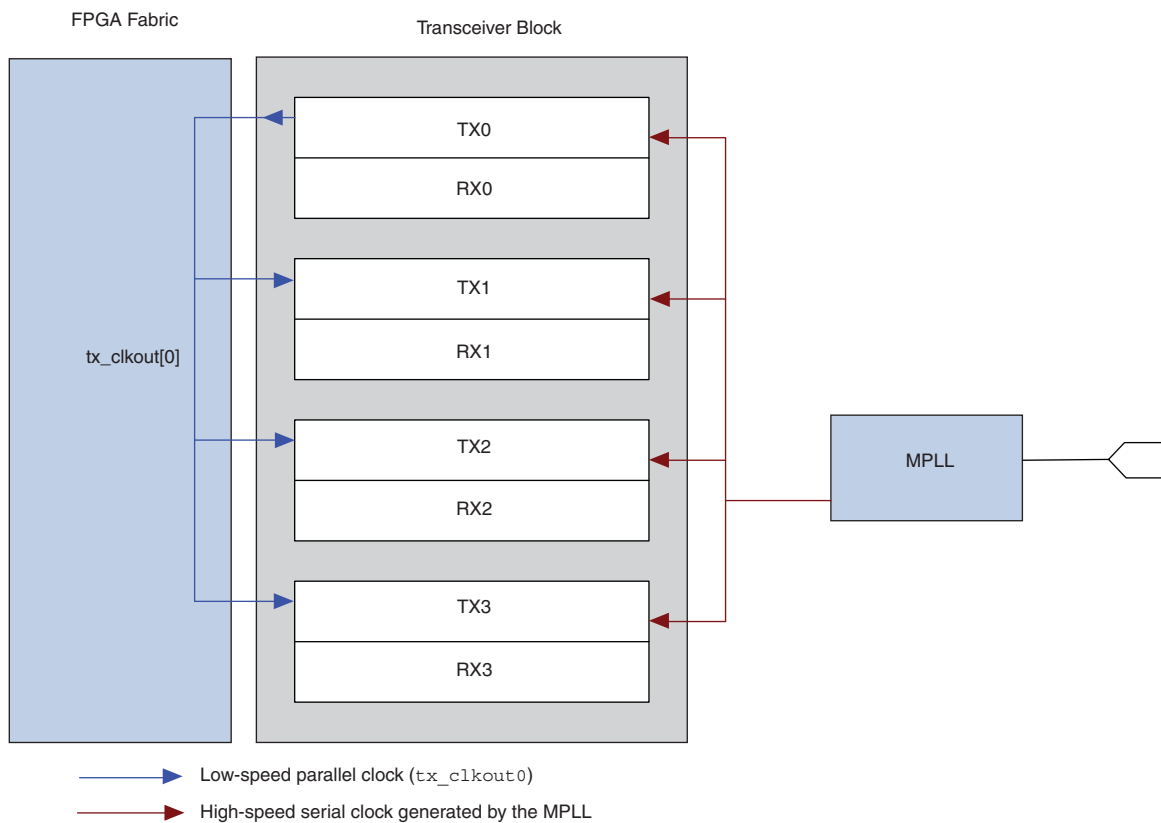 FPGA Fabric
Transceiver Block
TX0
RX0
TX1
RX1
tx_clkout[0]
TX2
RX2
MPLL
TX3
RX3
Low-speed parallel clock (tx_clkout0)
High-speed serial clock generated by the MPLL